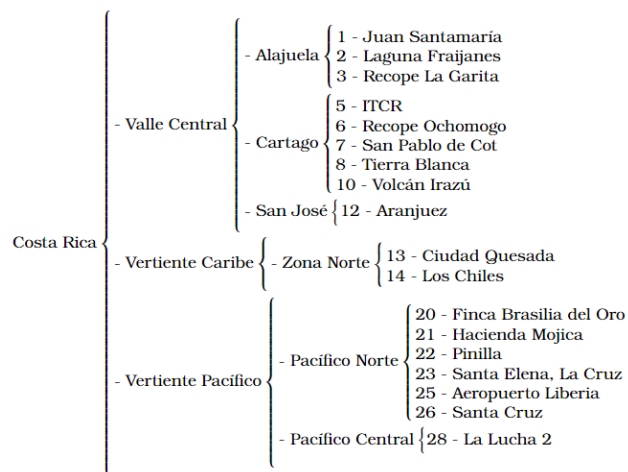 1 - Juan Santamaría
- Alajuela
2 - Laguna Fraijanes
3 - Recope La Garita
5 - ITCR
- Valle Central
6 - Recope Ochomogo
- Cartago
7 - San Pablo de Cot
8 - Tierra Blanca
10 - Volcán Irazú
- San José
12 - Aranjuez
Costa Rica
- Vertiente Caribe
- Zona Norte
13 - Ciudad Quesada
14 - Los Chiles
20 - Finca Brasilia del Oro
21 - Hacienda Mojica
- Pacífico Norte
22 - Pinilla
- Vertiente Pacífico
23 - Santa Elena, La Cruz
25 - Aeropuerto Liberia
26 - Santa Cruz
- Pacífico Central
28 - La Lucha 2